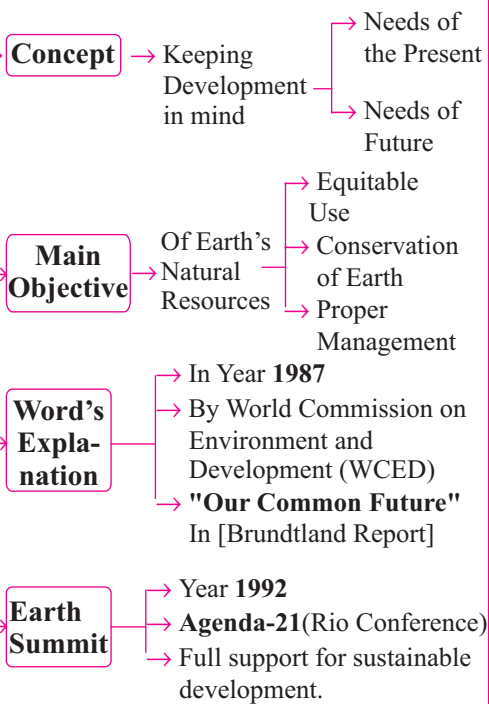 Concept
Keeping
Development
in mind
Needs of
the Present
Needs of
Future
Main
Objective
Of Earth's
Natural
Resources
Equitable
Use
Conservation
of Earth
Proper
Management
Word's
Expla-
nation
In Year 1987
By World Commission on
Environment and
Development (WCED)
"Our Common Future"
In [Brundtland Report]
Earth
Summit
Year 1992
Agenda-21(Rio Conference)
Full support for sustainable
development.